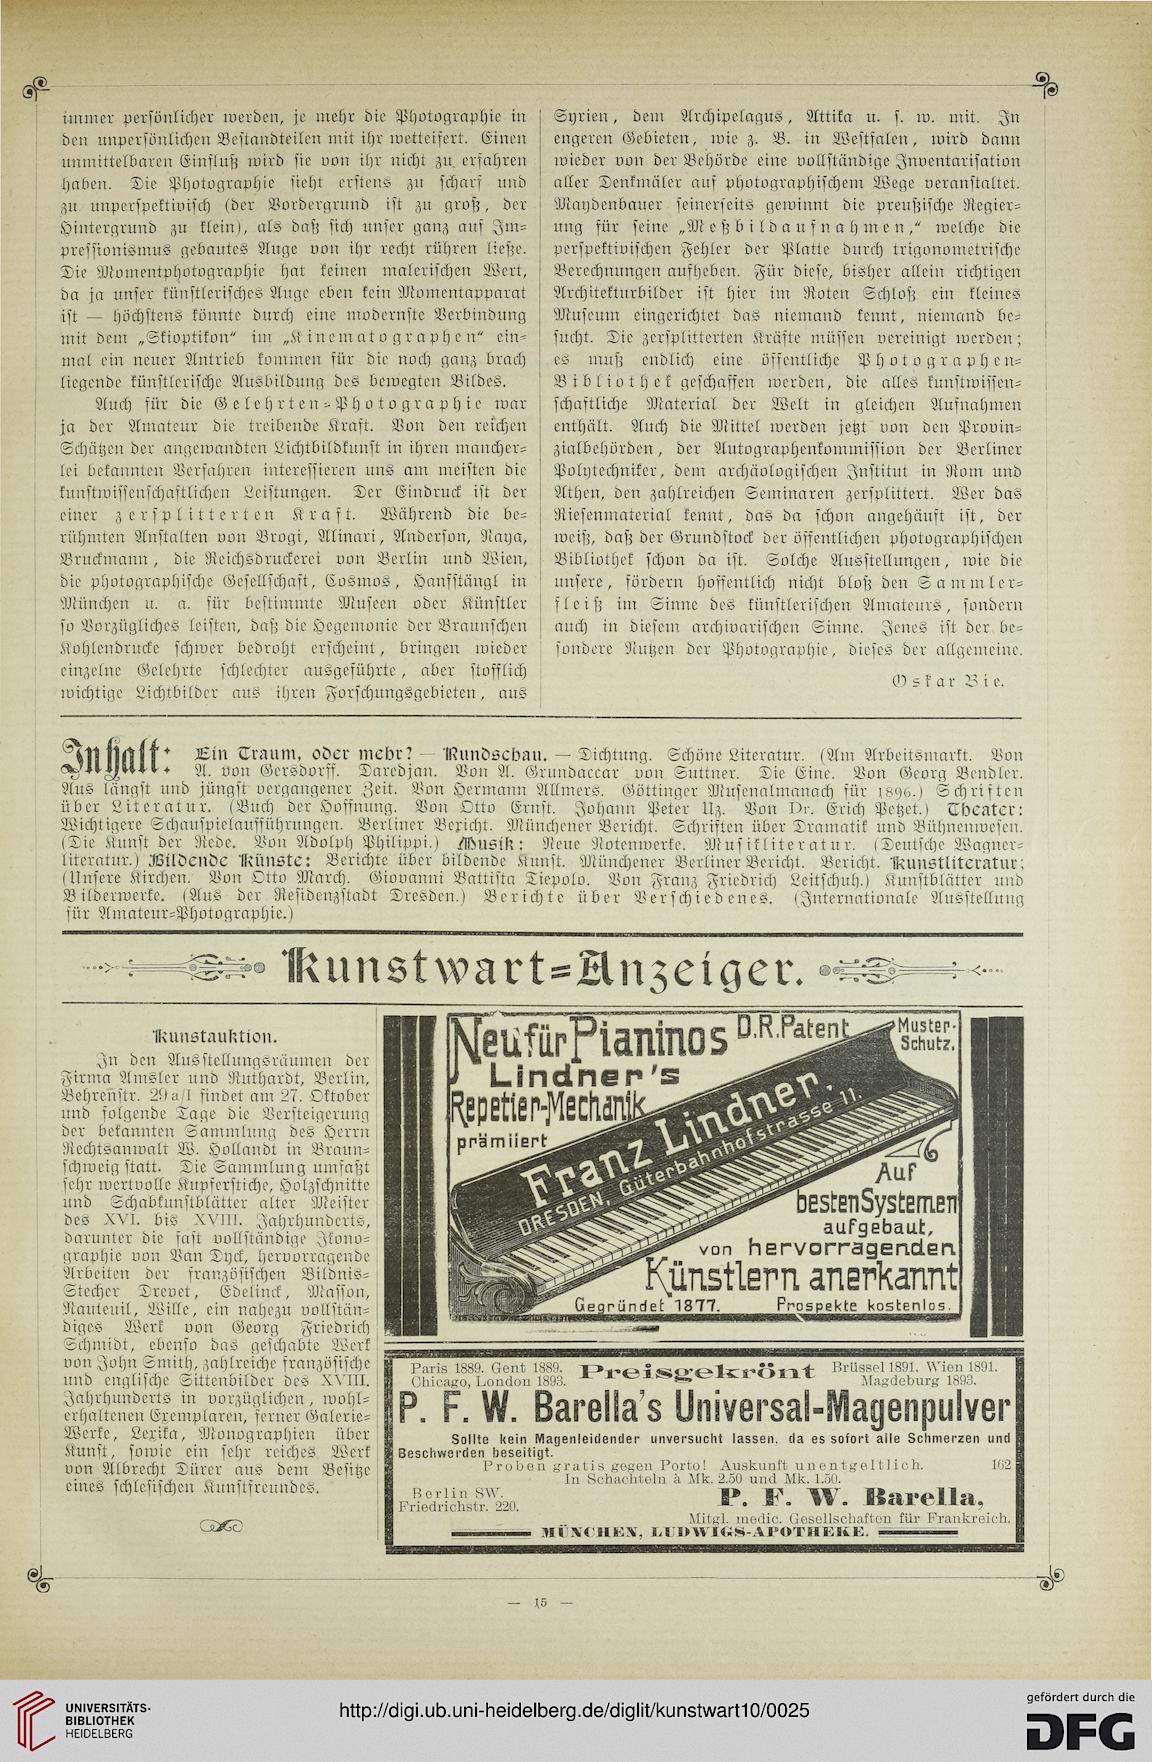 immer persönlicher werden, je mehr die Photographie in
den unpersönlichen Bestandteilen mit ihr wetteifert. Einen
unmittelbaren Einfluß wird sie von ihr nicht zu erfahren
haben. Die Photographie sieht erstens zu scharf und
zu unperspektivisch (der Vordergrund ist zu groß, der
Hintergrund zu klein), als daß sich unser ganz auf Im-
pressionismus gebautes Auge von ihr recht rühren ließe.
Die Momentphotographie hat keinen malerischen Wert,
da ja unser künstlerisches Auge eben kein Momentapparat
ist — höchstens könnte durch eine modernste Verbindung
mit dem „Skioptikon“ im „Kinematographen“ ein-
mal ein neuer Antrieb kommen für die noch ganz brach
liegende künstlerische Ausbildung des bewegten Bildes.
Auch für die Gelehrten-Photographie war
ja der Amateur die treibende Kraft. Von den reichen
Schätzen der angewandten Lichtbildkunst in ihren mancher-
lei bekannten Verfahren interessieren uns am meisten die
kunstwissenschaftlichen Leistungen. Der Eindruck ist der
einer zersplitterten Kraft. Während die be-
rühmten Anstalten von Brogi, Alinari, Anderson, Naya,
Bruckmann, die Reichsdruckerei von Berlin und Wien,
die photographische Gesellschaft, Cosmos, Hanfstängl in
München u. a. für bestimmte Museen oder Künstler
so Vorzügliches leisten, daß die Hegemonie der Braunschen
Kohlendrucke schwer bedroht erscheint, bringen wieder
einzelne Gelehrte schlechter ausgeführte, aber stofflich
wichtige Lichtbilder aus ihren Forschungsgebieten, aus
Syrien, dem Archipelagus, Attika u. s. w. mit. In
engeren Gebieten, wie z. B. in Westfalen, wird dann
wieder von der Behörde eine vollständige Inventarisation
aller Denkmäler auf photographischem Wege veranstaltet.
Maydenbauer seinerseits gewinnt die preußische Regier-
ung für seine „Meßbildaufnahmen,“ welche die
perspektivischen Fehler der Platte durch trigonometrische
Berechnungen aufheben. Für diese, bisher allein richtigen
Architekturbilder ist hier im Roten Schloß ein kleines
Museum eingerichtet das niemand kennt, niemand be-
sucht. Die zersplitterten Kräfte müssen vereinigt werden;
es muß endlich eine öffentliche Photographen-
Bibliothek geschaffen werden, die alles kunstwissen-
schaftliche Material der Welt in gleichen Aufnahmen
enthält. Auch die Mittel werden jetzt von den Provin-
zialbehörden, der Autographenkommission der Berliner
Polytechniker, dem archäologischen Institut in Rom und
Athen, den zahlreichen Seminaren zersplittert. Wer das
Riesenmaterial kennt, das da schon angehäuft ist, der
weiß, daß der Grundstock der öffentlichen photographischen
Bibliothek schon da ist. Solche Ausstellungen, wie die
unsere, fördern hoffentlich nicht bloß den Sammler-
fleiß im Sinne des künstlerischen Amateurs, sondern
auch in diesem archivarischen Sinne. Jenes ist der be-
sondere Nutzen der Photographie, dieses der allgemeine.
Oskar Bie.
Inhalt: Ein Traum, oder mehr? — Rundschau. — Dichtung. Schöne Literatur. (Am Arbeitsmarkt. Von
A. von Gersdorff. Daredjan. Von A. Grundaccar von Suttner. Die Eine. Von Georg Bendler.
Aus längst und jüngst vergangener Zeit. Von Hermann Allmers. Göttinger Musenalmanach für 1896.) Schriften
über Literatur. (Buch der Hoffnung. Von Otto Ernst. Johann Peter Uz. Von Dr. Erich Petzet.) Theater:
Wichtigere Schauspielaufführungen. Berliner Bericht. Münchener Bericht. Schriften über Dramatik und Bühnenwesen.
(Die Kunst der Rede. Von Adolph Philippi.) Musik: Neue Notenwerke. Musikliteratur. (Deutsche Wagner-
literatur.) Bildende Künste: Berichte über bildende Kunst. Münchener Berliner Bericht. Bericht. Kunstliteratur:
(Unsere Kirchen. Von Otto March. Giovanni Battista Tiepolo. Von Franz Friedrich Leitschuh.) Kunstblätter und
Bilderwerke. (Aus der Residenzstadt Dresden.) Berichte über Verschiedenes. (Internationale Ausstellung
für Amateur-Photographie.)
Kunstwart-Anzeiger.
Kunstauktion.
In den Ausstellungsräumen der
Firma Amsler und Ruthardt, Berlin,
Behrenstr. 29a/I findet am 27. Oktober
und folgende Tage die Versteigerung
der bekannten Sammlung des Herrn
Rechtsanwalt W. Hollandt in Braun-
schweig statt. Die Sammlung umfaßt
sehr wertvolle Kupferstiche, Holzschnitte
und Schabkunstblätter alter Meister
des XVI. bis XVIII. Jahrhunderts,
darunter die fast vollständige Ikono-
graphie von Van Dyck, hervorragende
Arbeiten der französischen Bildnis-
Stecher Drevet, Edelinck, Masson,
Nauteuil, Wille, ein nahezu vollstän-
diges Werk von Georg Friedrich
Schmidt, ebenso das geschabte Werk
von John Smith, zahlreiche französische
und englische Sittenbilder des XVIII.
Jahrhunderts in vorzüglichen, wohl-
erhaltenen Exemplaren, ferner Galerie-
Werke, Lexika, Monographien über
Kunst, sowie ein sehr reiches Werk
von Albrecht Dürer aus dem Besitze
eines schlesischen Kunstfreundes.
Neu für Pianinos D.R.Patent Muster-
Schutz.
Lindner's
Repetier-Mechanik
prämiiert
Franz Lindner.
DRESDEN, Güterbahnhofstrasse 11.
Auf
besten Systemen
aufgebaut,
von hervorragenden
Künstlern anerkannt
Gegründet 1877. Prospekte kostenlos.
Paris 1889. Gent 1889. Preisgekrönt Brüssel 1891. Wien 1891.
Chicago, London 1893. Magdeburg 1893.
P. F. W. Barella's Universal-Magenpulver
Sollte kein Magenleidender unversucht lassen, da es sofort alle Schmerzen und
Beschwerden beseitigt.
Proben gratis gegen Porto! Auskunft unentgeltlich. 162
In Schachteln à Mk. 2.50 und Mk. 1.50.
Berlin SW. P. F. W. Barella,
Friedrichstr. 220.
Mitgl. medic. Gesellschaften für Frankreich.
MÜNCHEN, LUDWIGS-APOTHEKE.
— 15 —
UNIVERSITÄTS-
BIBLIOTHEK
HEIDELBERG
http://digi.ub.uni-heidelberg.de/diglit/kunstwart10/0025
gefördert durch die
DFG